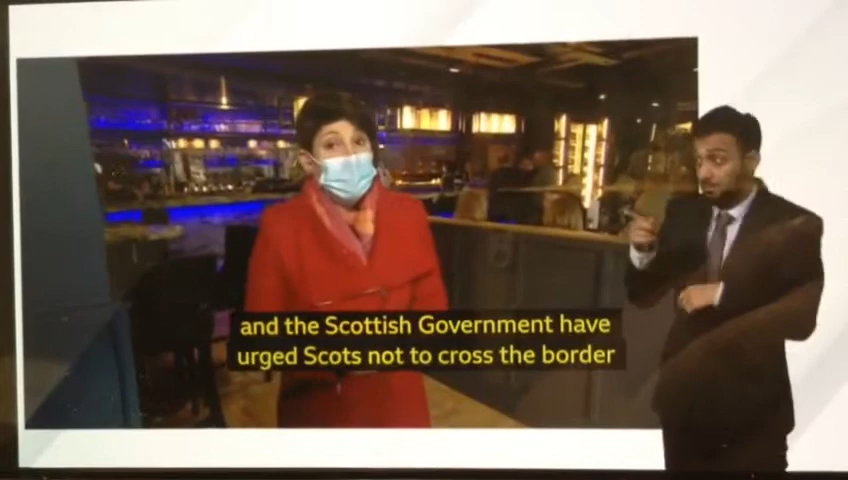 and the Scottish Government have
urged Scots not to cross the border